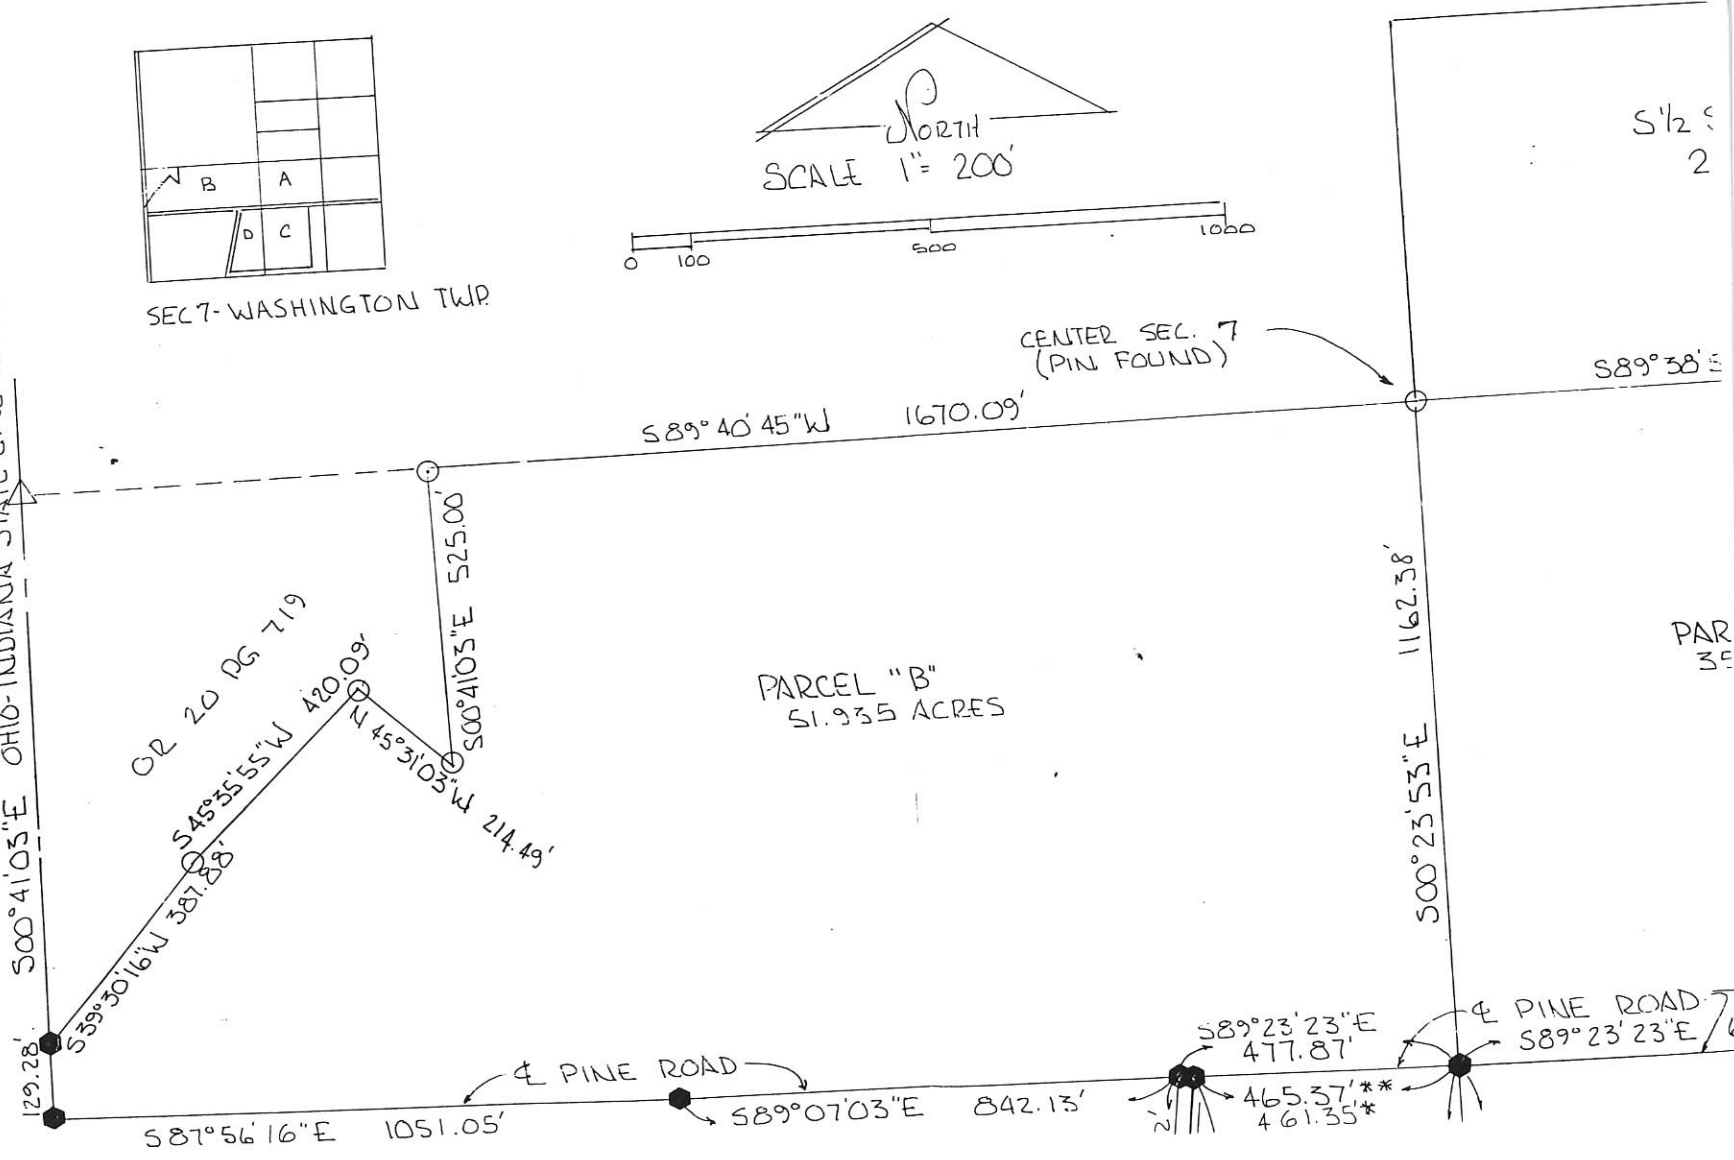 B A
D C
SEC 7- WASHINGTON TWP.
NORTH
SCALE 1"= 200'
0 100 500 1000
S 1/2
2
CENTER SEC. 7
(PIN FOUND)
S89°38'
S89°40'45"W 1670.09'
S00°41'03"E 525.00'
OR 20 PG 719
S45°35'55"W 420.09'
N 45°31'03"W 214.49'
S39°30'16"W 387.88'
S00°41'03"E OHIO-INDIANA STATE
129.28'
PARCEL "B"
51.935 ACRES
1162.38'
S00°23'53"E
PAR
35
℄ PINE ROAD
S89°23'23"E
S89°23'23"E
477.87'
465.37'**
461.35'*
℄ PINE ROAD
S89°07'03"E 842.13'
S87°56'16"E 1051.05'